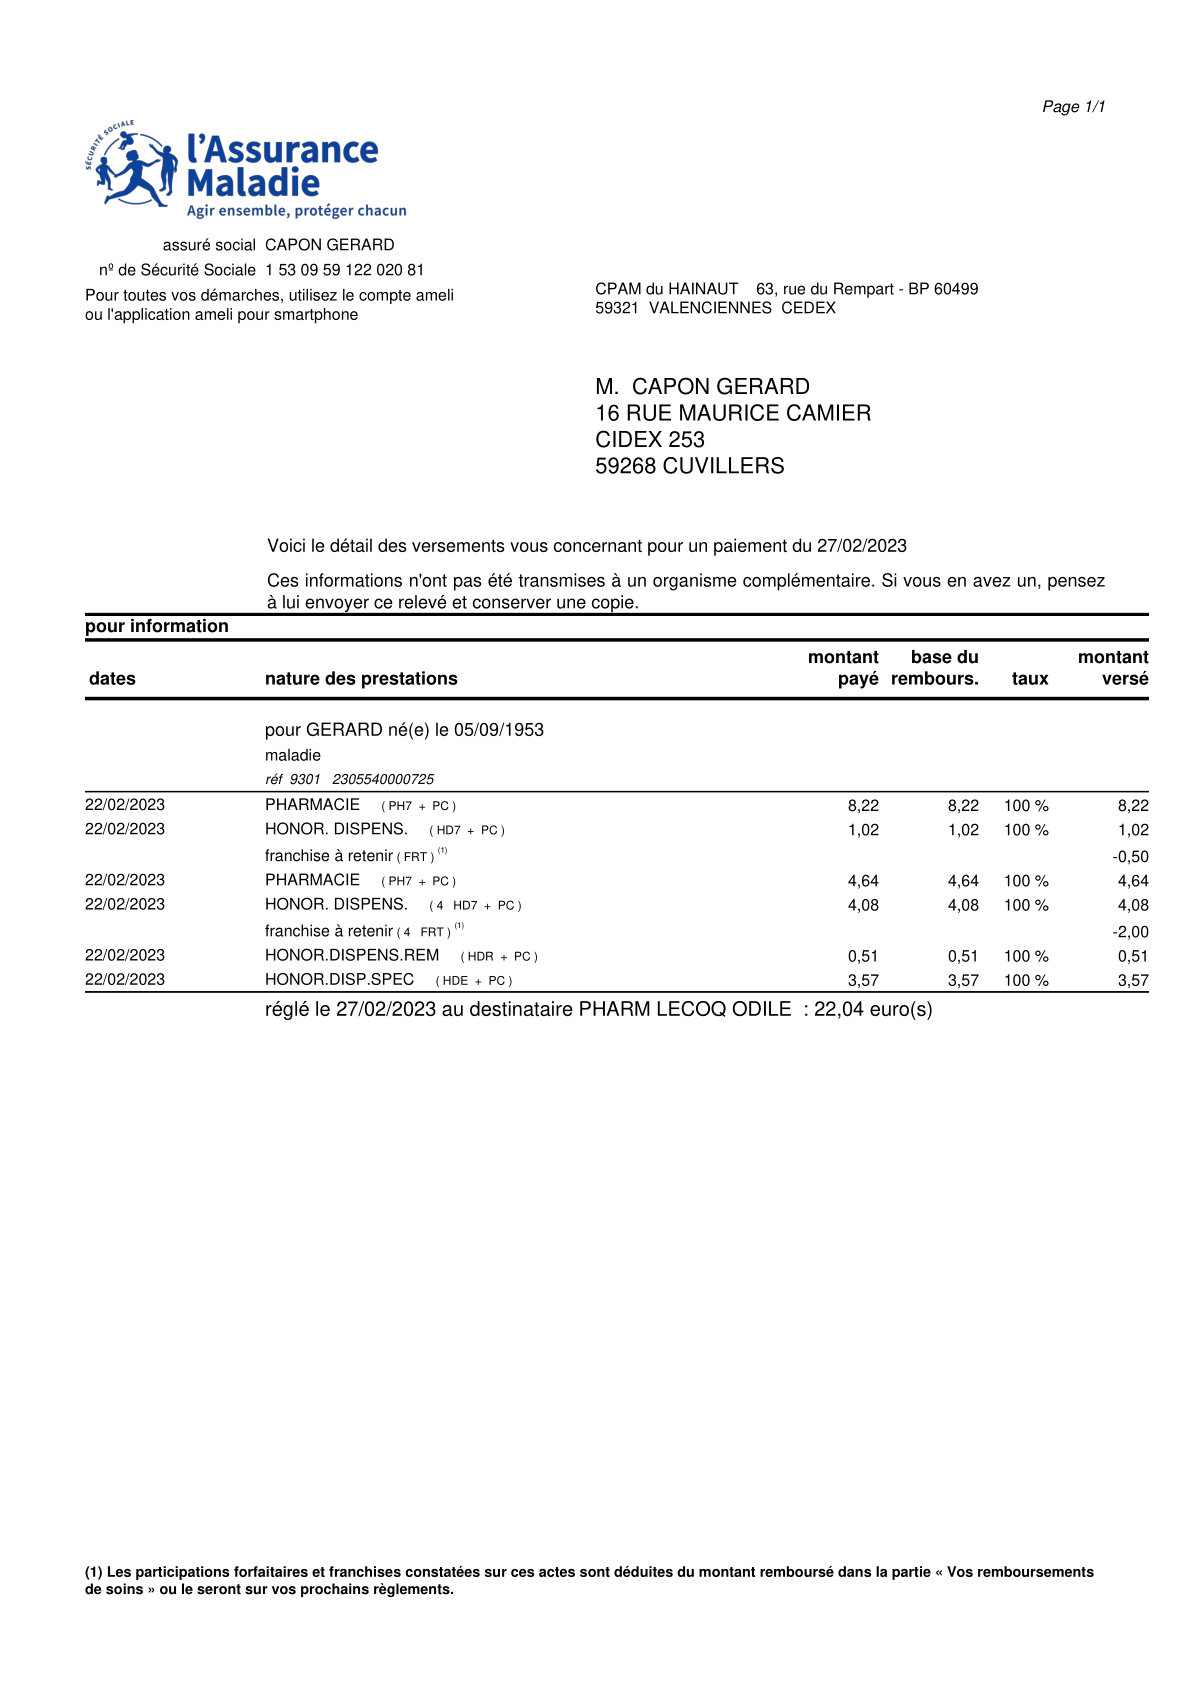 Page 1/1
SÉCURITÉ SOCIALE
l'Assurance
Maladie
Agir ensemble, protéger chacun
assuré social CAPON GERARD
nº de Sécurité Sociale 1 53 09 59 122 020 81
Pour toutes vos démarches, utilisez le compte ameli
ou l'application ameli pour smartphone
CPAM du HAINAUT 63, rue du Rempart - BP 60499
59321 VALENCIENNES CEDEX
M. CAPON GERARD
16 RUE MAURICE CAMIER
CIDEX 253
59268 CUVILLERS
Voici le détail des versements vous concernant pour un paiement du 27/02/2023
Ces informations n'ont pas été transmises à un organisme complémentaire. Si vous en avez un, pensez
à lui envoyer ce relevé et conserver une copie.
pour information
montant base du montant
dates nature des prestations payé rembours. taux versé
pour GERARD né(e) le 05/09/1953
maladie
réf 9301 2305540000725
22/02/2023 PHARMACIE ( PH7 + PC ) 8,22 8,22 100 % 8,22
22/02/2023 HONOR. DISPENS. ( HD7 + PC ) 1,02 1,02 100 % 1,02
franchise à retenir ( FRT ) (1) -0,50
22/02/2023 PHARMACIE ( PH7 + PC ) 4,64 4,64 100 % 4,64
22/02/2023 HONOR. DISPENS. ( 4 HD7 + PC ) 4,08 4,08 100 % 4,08
franchise à retenir ( 4 FRT ) (1) -2,00
22/02/2023 HONOR.DISPENS.REM ( HDR + PC ) 0,51 0,51 100 % 0,51
22/02/2023 HONOR.DISP.SPEC ( HDE + PC ) 3,57 3,57 100 % 3,57
réglé le 27/02/2023 au destinataire PHARM LECOQ ODILE : 22,04 euro(s)
(1) Les participations forfaitaires et franchises constatées sur ces actes sont déduites du montant remboursé dans la partie « Vos remboursements
de soins » ou le seront sur vos prochains règlements.